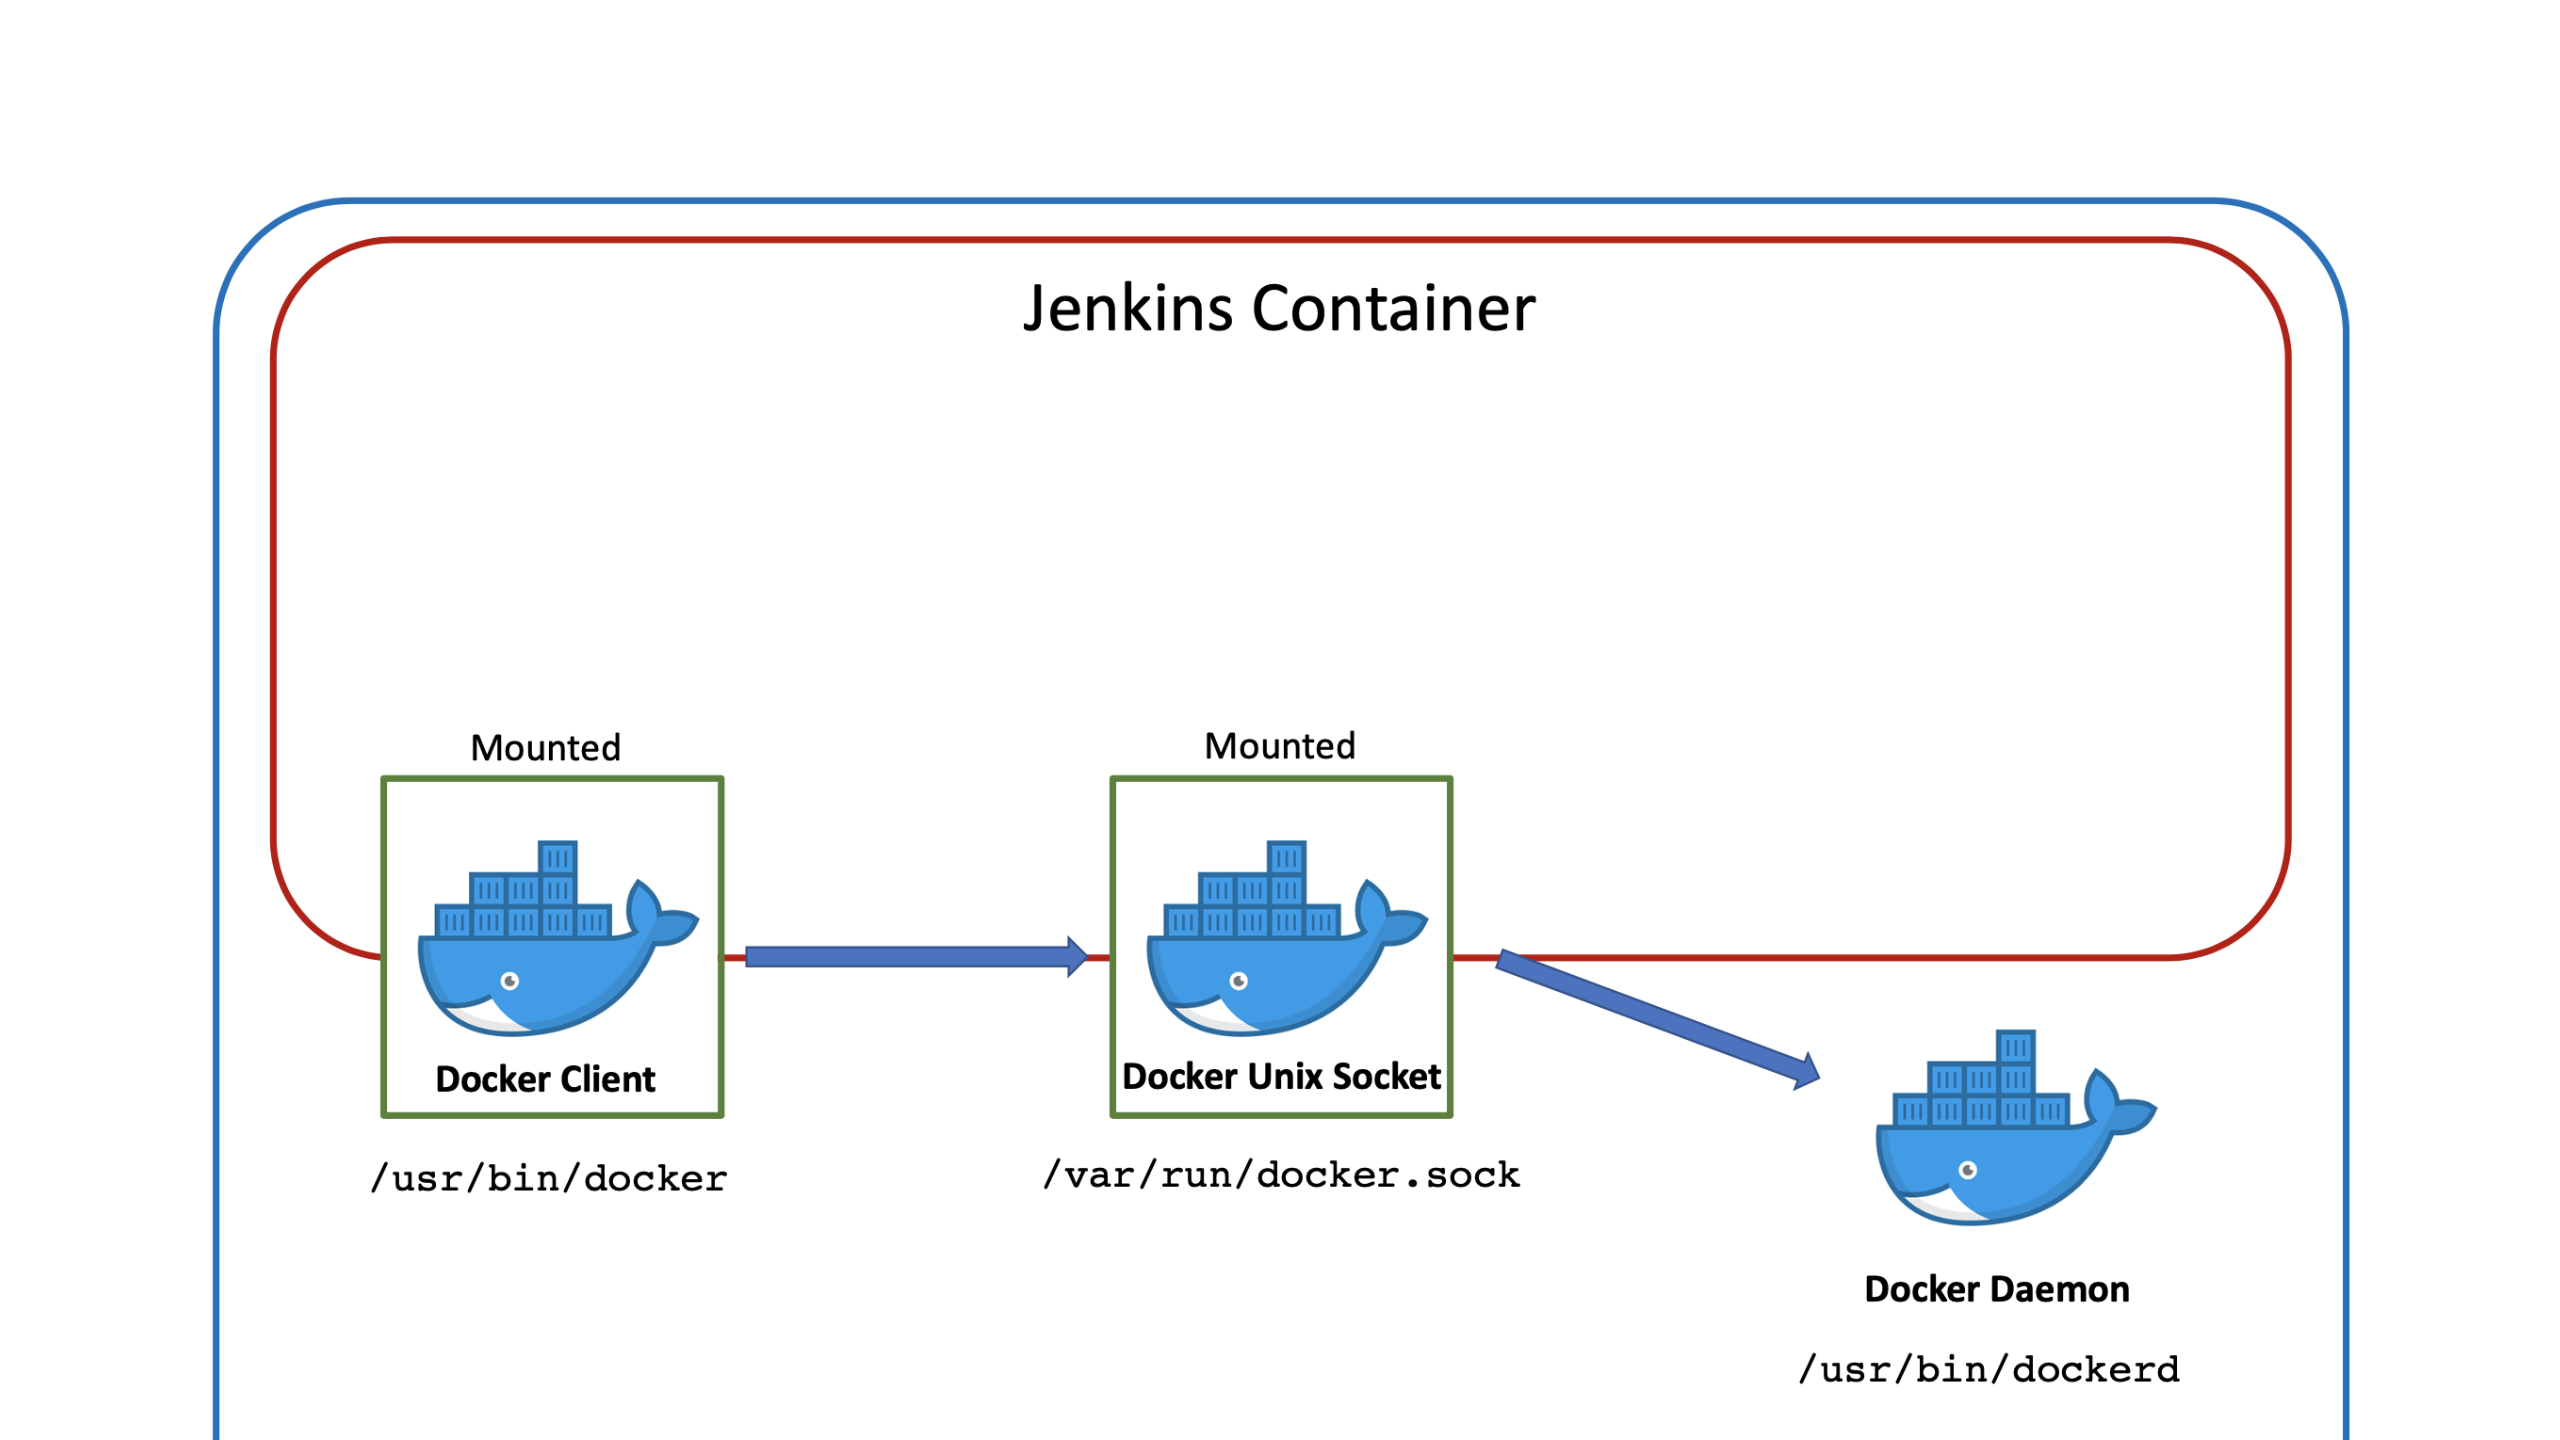 Jenkins Container
Mounted
Mounted
Docker Client
Docker Unix Socket
/usr/bin/docker
/var/run/docker.sock
Docker Daemon
/usr/bin/dockerd